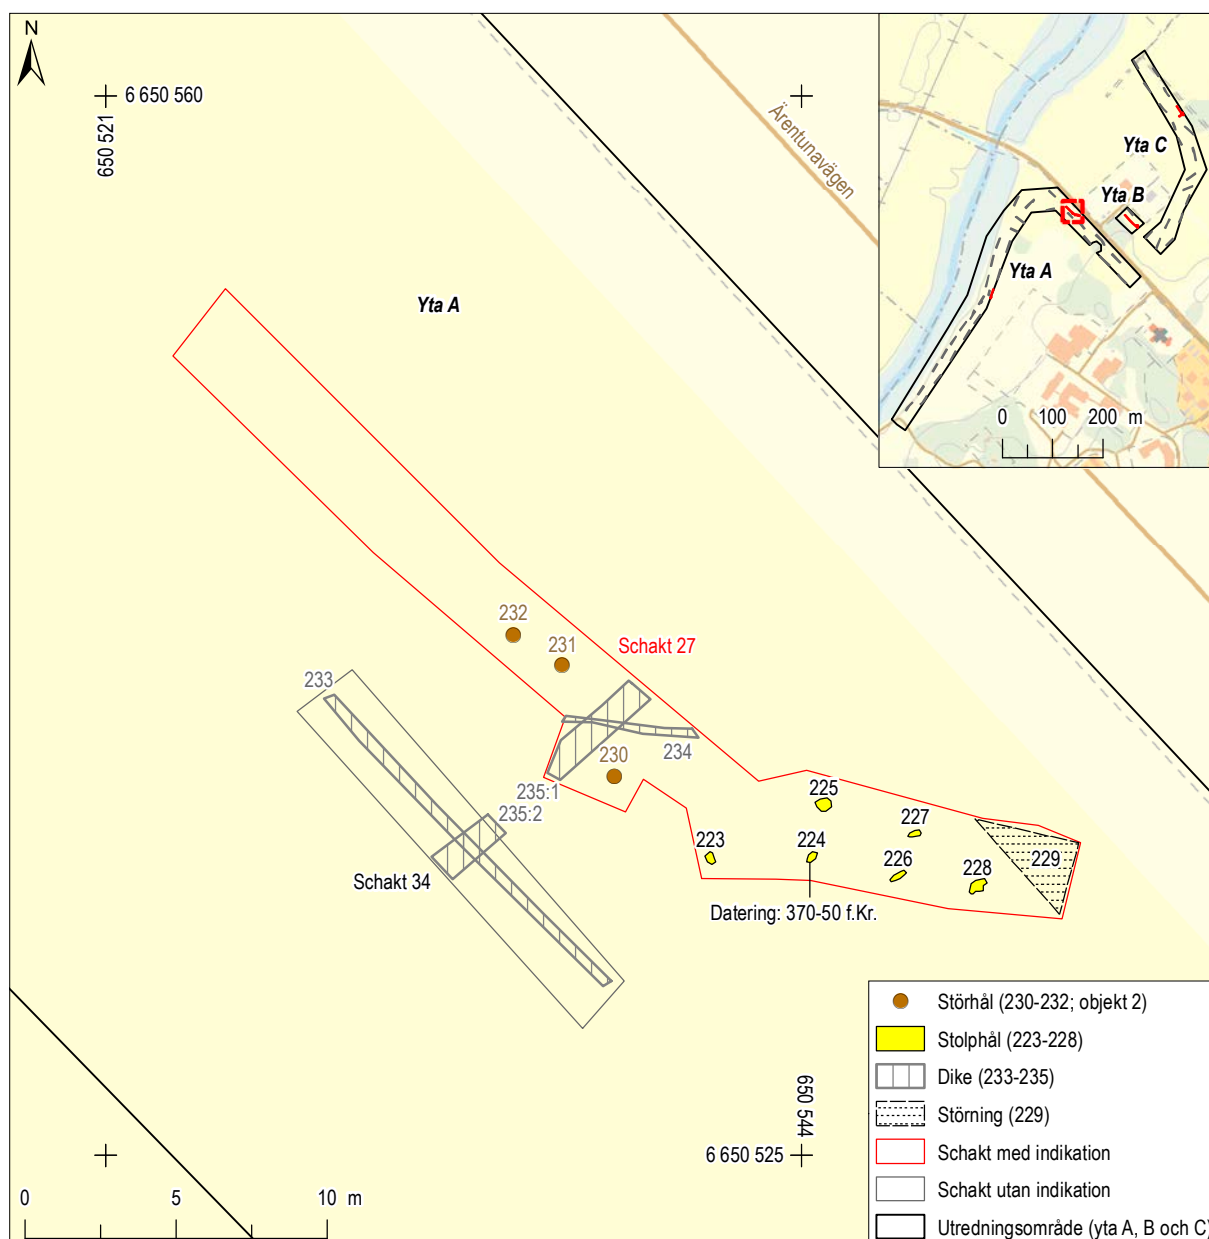 N
6 650 560
650 521
Ärentunavägen
Yta A
Yta C
Yta B
Yta A
0 100 200 m
232
231
Schakt 27
233
234
230
235:1
235:2
225
227
223
224
226
228
229
Schakt 34
Datering: 370-50 f.Kr.
650 544
6 650 525
0 5 10 m
Störhål (230-232; objekt 2)
Stolphål (223-228)
Dike (233-235)
Störning (229)
Schakt med indikation
Schakt utan indikation
Utredningsområde (yta A, B och C)